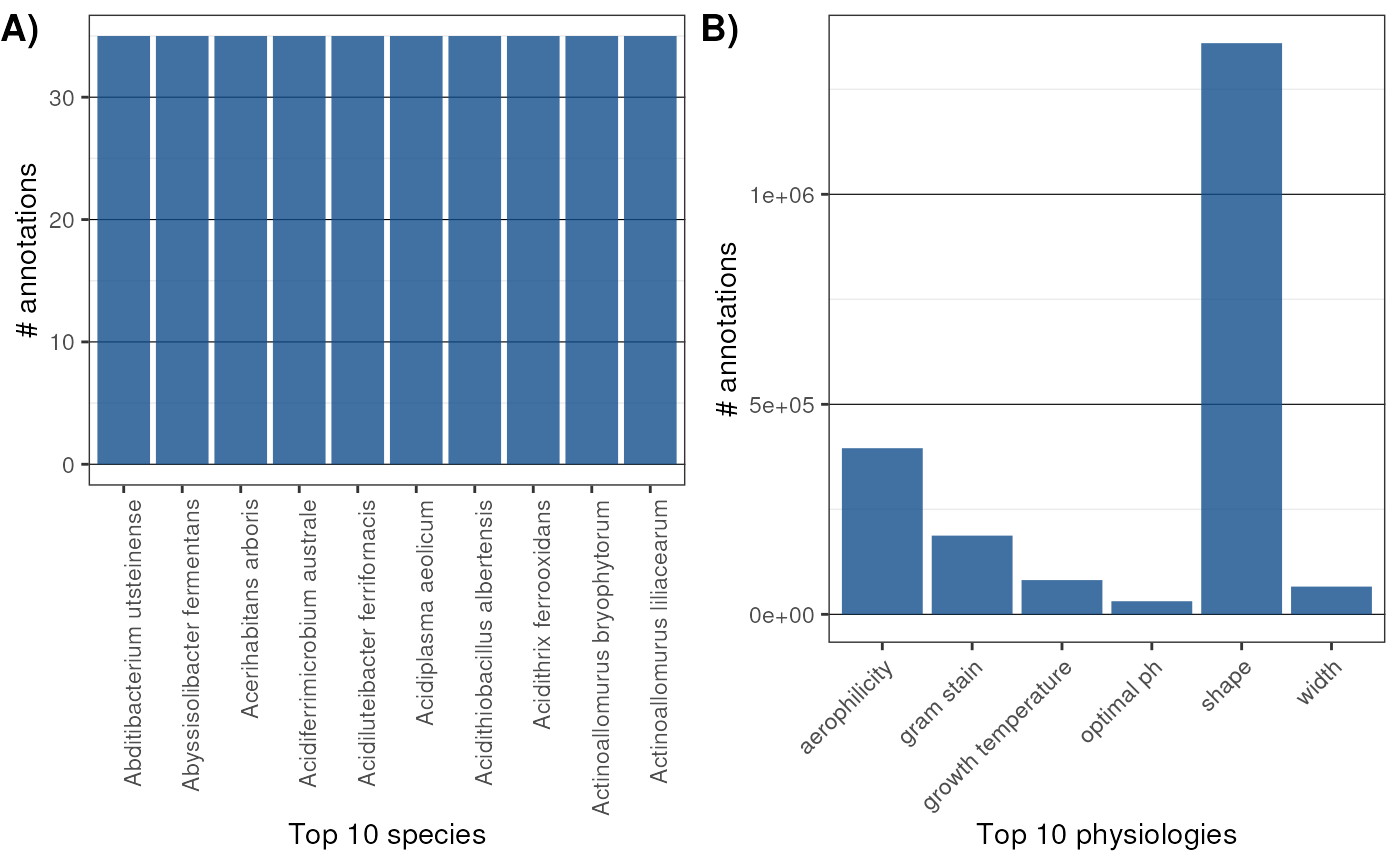 A)
# annotations
30
20
10
0
Abditibacterium utsteinense
Abyssisolibacter fermentans
Acerihabitans arboris
Acidiferrimicrobium australe
Acidiluteibacter ferrifornacis
Acidiplasma aeolicum
Acidithiobacillus albertensis
Acidithrix ferrooxidans
Actinoallomurus bryophytorum
Actinoallomurus liliacearum
Top 10 species
B)
# annotations
1e+06
5e+05
0e+00
aerophilicity
gram stain
growth temperature
optimal ph
shape
width
Top 10 physiologies